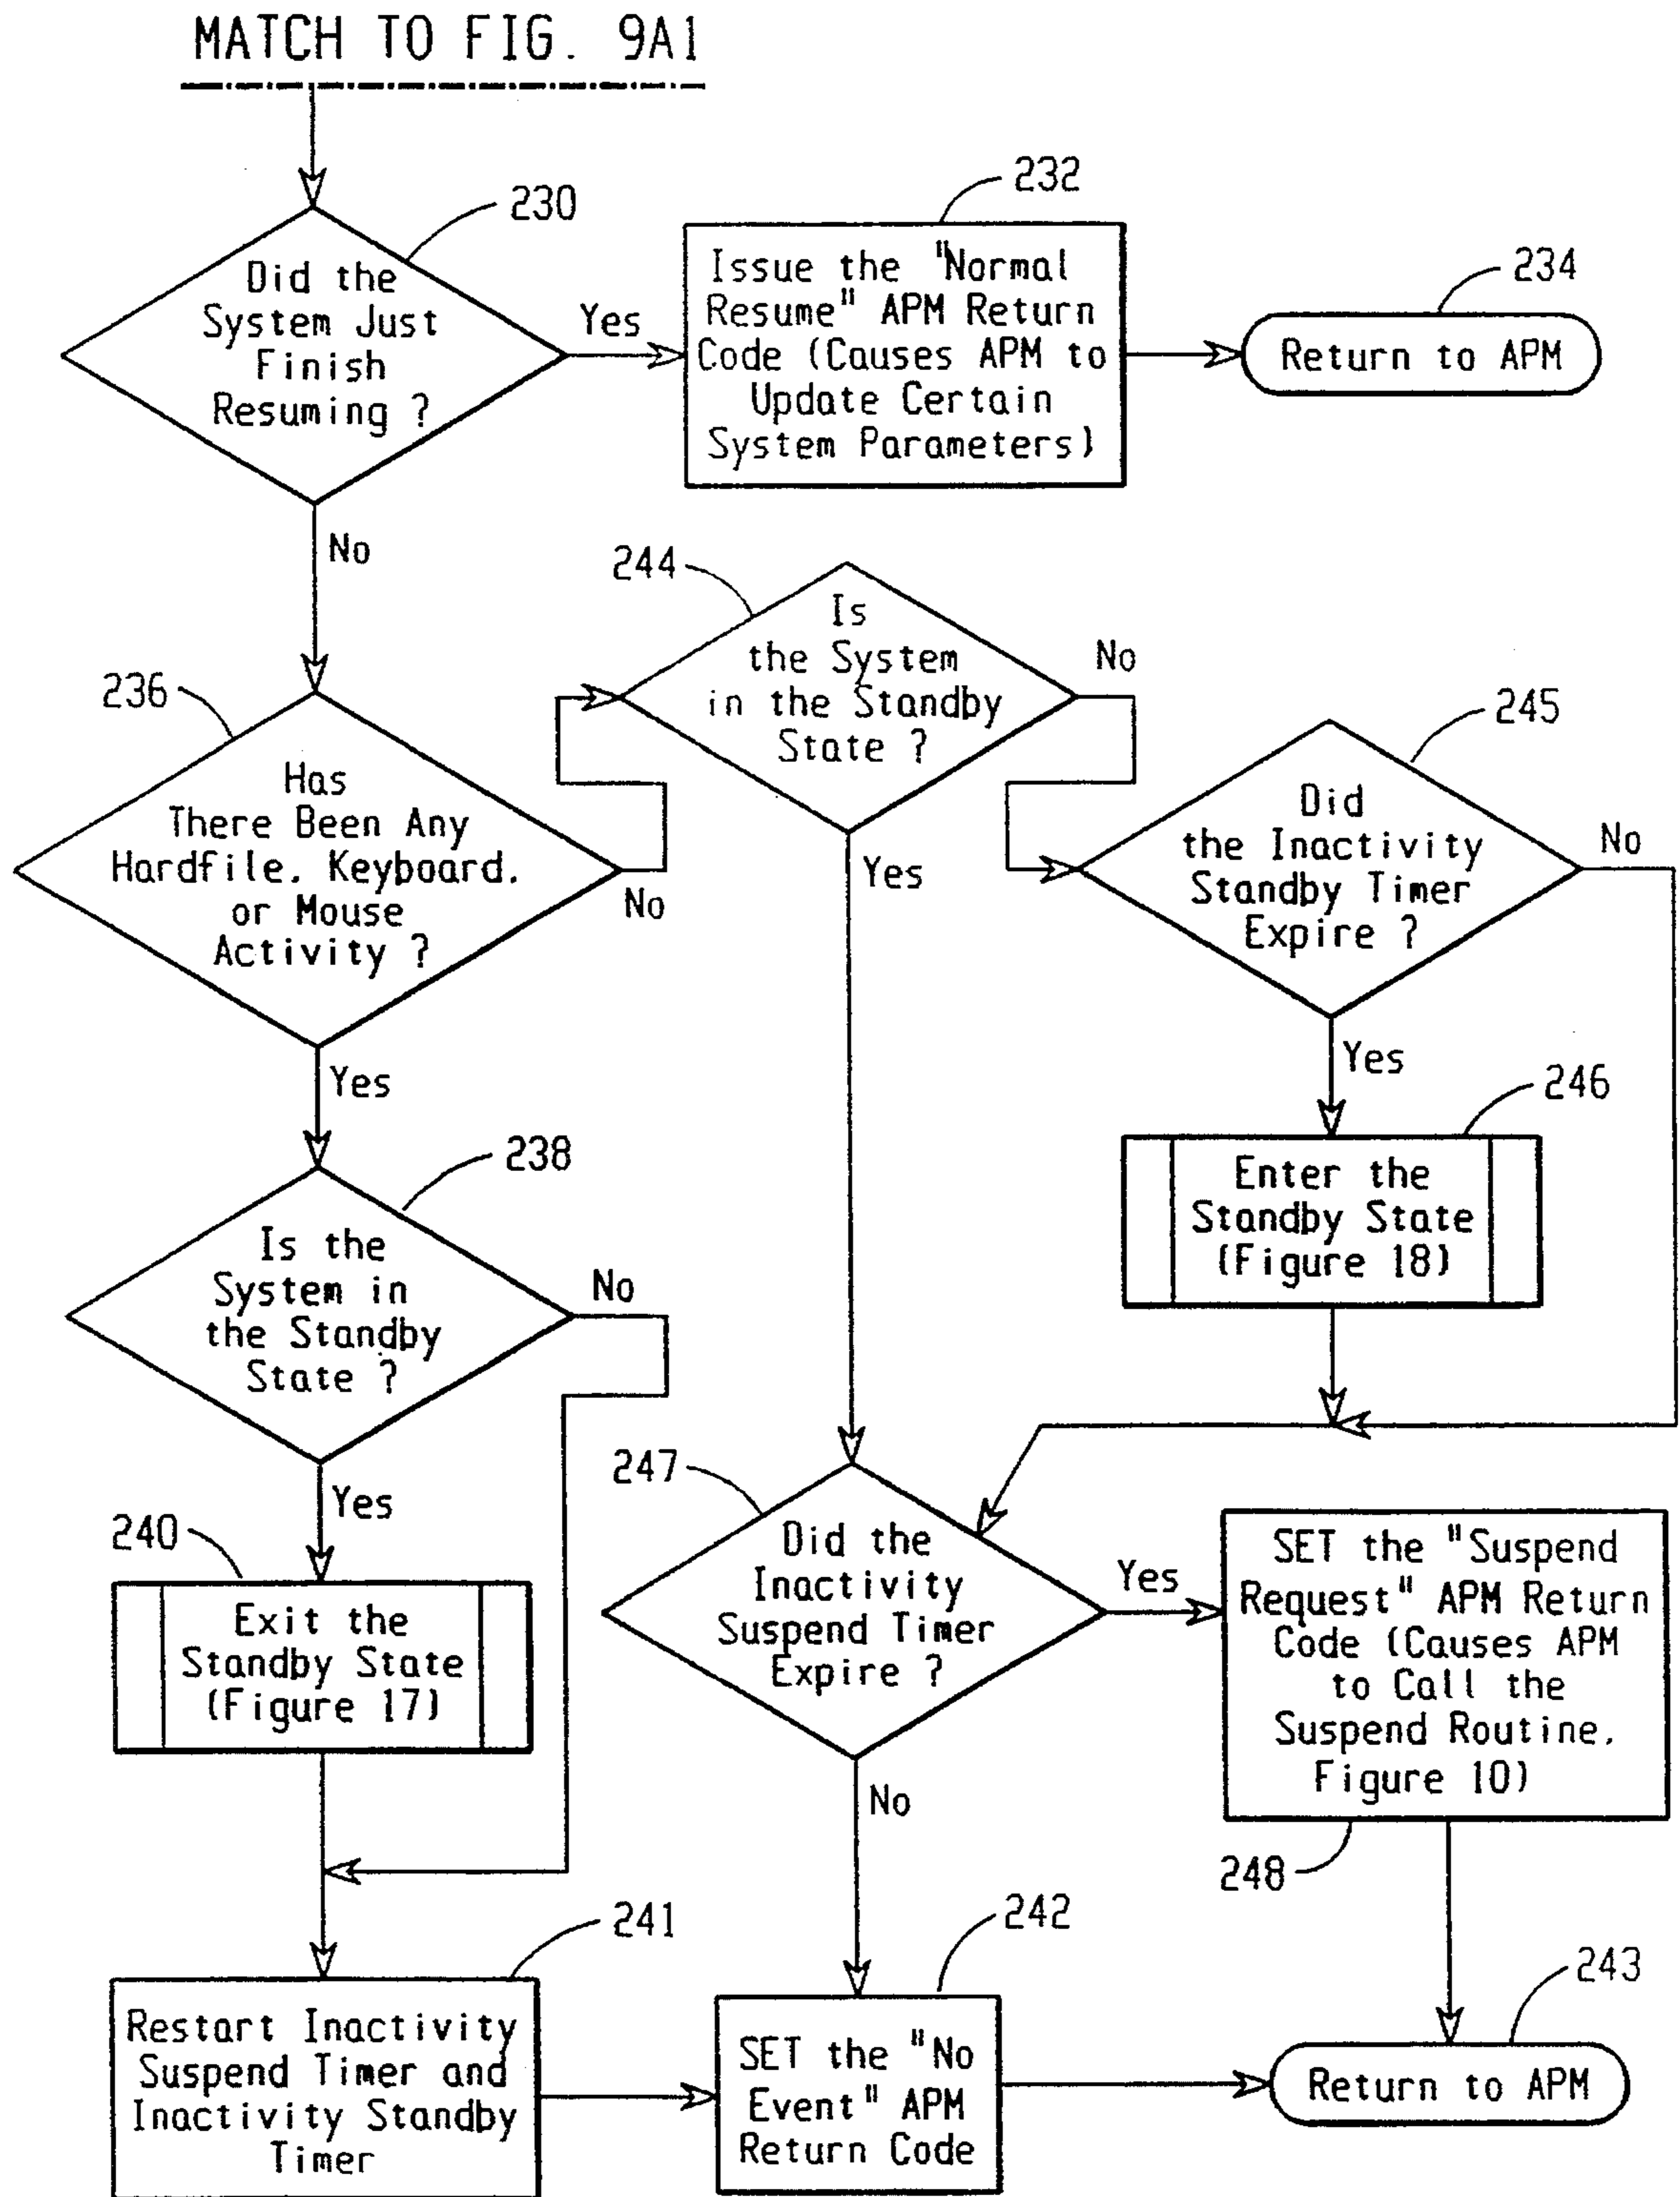 MATCH TO FIG. 9A1
230
Did the
System Just
Finish
Resuming ?
Yes
No
232
Issue the "Normal
Resume" APM Return
Code (Causes APM to
Update Certain
System Parameters)
234
Return to APM
236
Has
There Been Any
Hardfile, Keyboard,
or Mouse
Activity ?
No
Yes
244
Is
the System
in the Standby
State ?
No
Yes
245
Did
the Inactivity
Standby Timer
Expire ?
No
Yes
246
Enter the
Standby State
(Figure 18)
238
Is the
System in
the Standby
State ?
No
Yes
240
Exit the
Standby State
(Figure 17)
247
Did the
Inactivity
Suspend Timer
Expire ?
Yes
No
SET the "Suspend
Request" APM Return
Code (Causes APM
to Call the
Suspend Routine,
Figure 10)
248
241
Restart Inactivity
Suspend Timer and
Inactivity Standby
Timer
242
SET the "No
Event" APM
Return Code
243
Return to APM